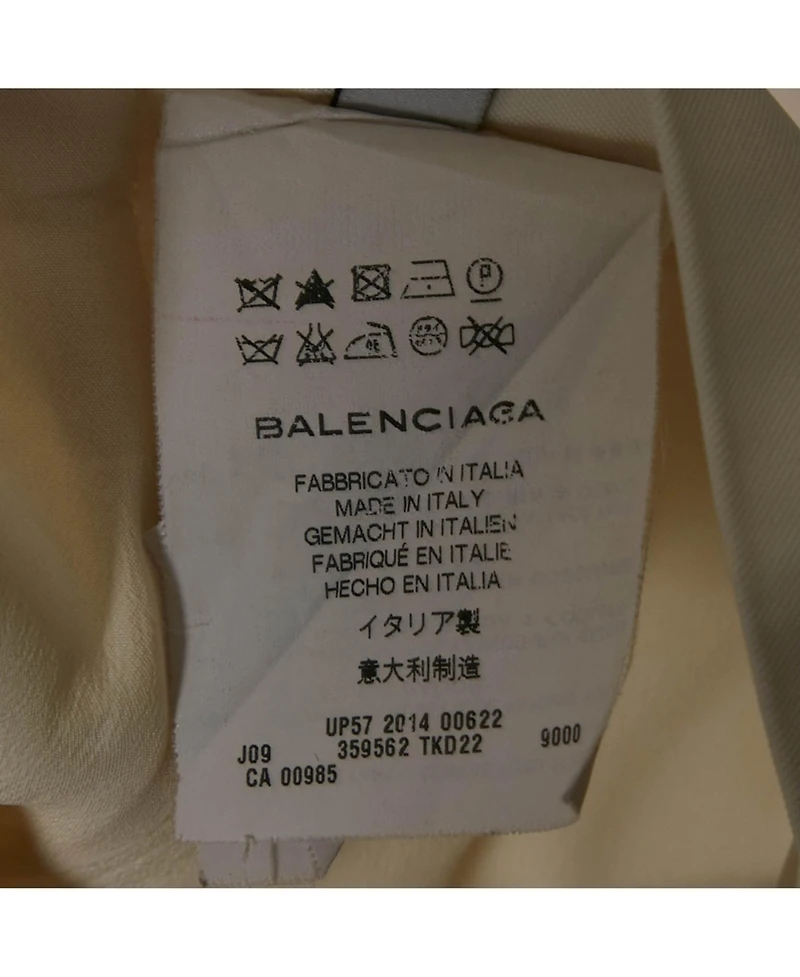 P
BALENCIAGA
FABBRICATO IN ITALIA
MADE IN ITALY
GEMACHT IN ITALIEN
FABRIQUÉ EN ITALIE
HECHO EN ITALIA
イタリア製
意大利制造
UP57 2014 00622
J09 359562 TKD22 9000
CA 00985